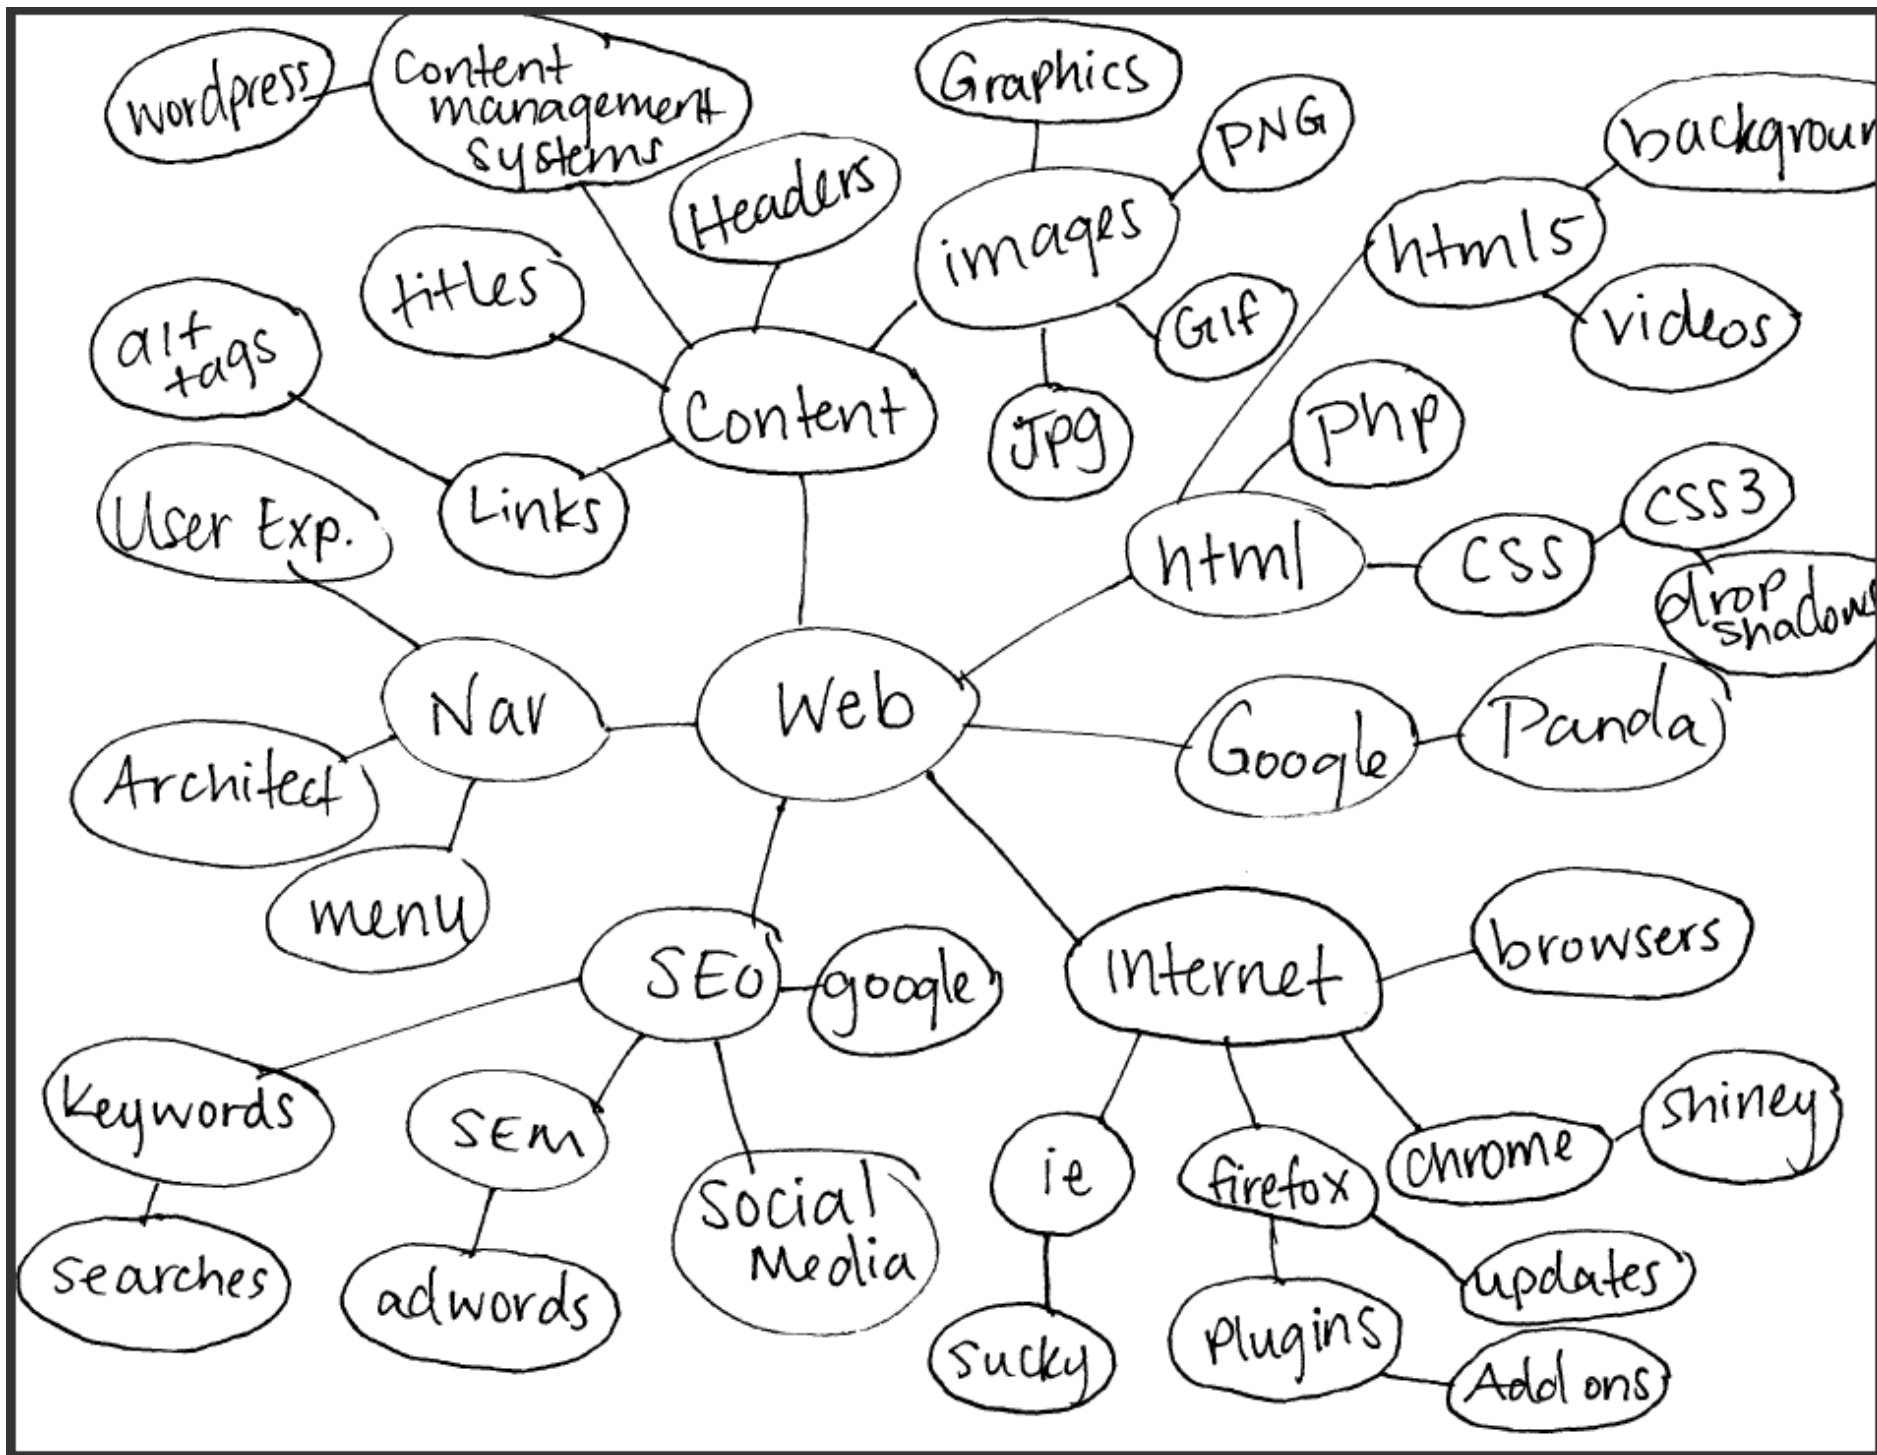 wordpress
Content
management
systems
Graphics
PNG
backgroun
Headers
images
html5
titles
videos
alt
tags
Gif
Content
JPg
php
User Exp.
Links
html
CSS
CSS3
drop
shadows
Nav
Web
Google
Panda
Architect
menu
SEO
google
Internet
browsers
Keywords
SEM
Social
Media
ie
firefox
chrome
shiney
searches
adwords
sucky
plugins
updates
Add ons